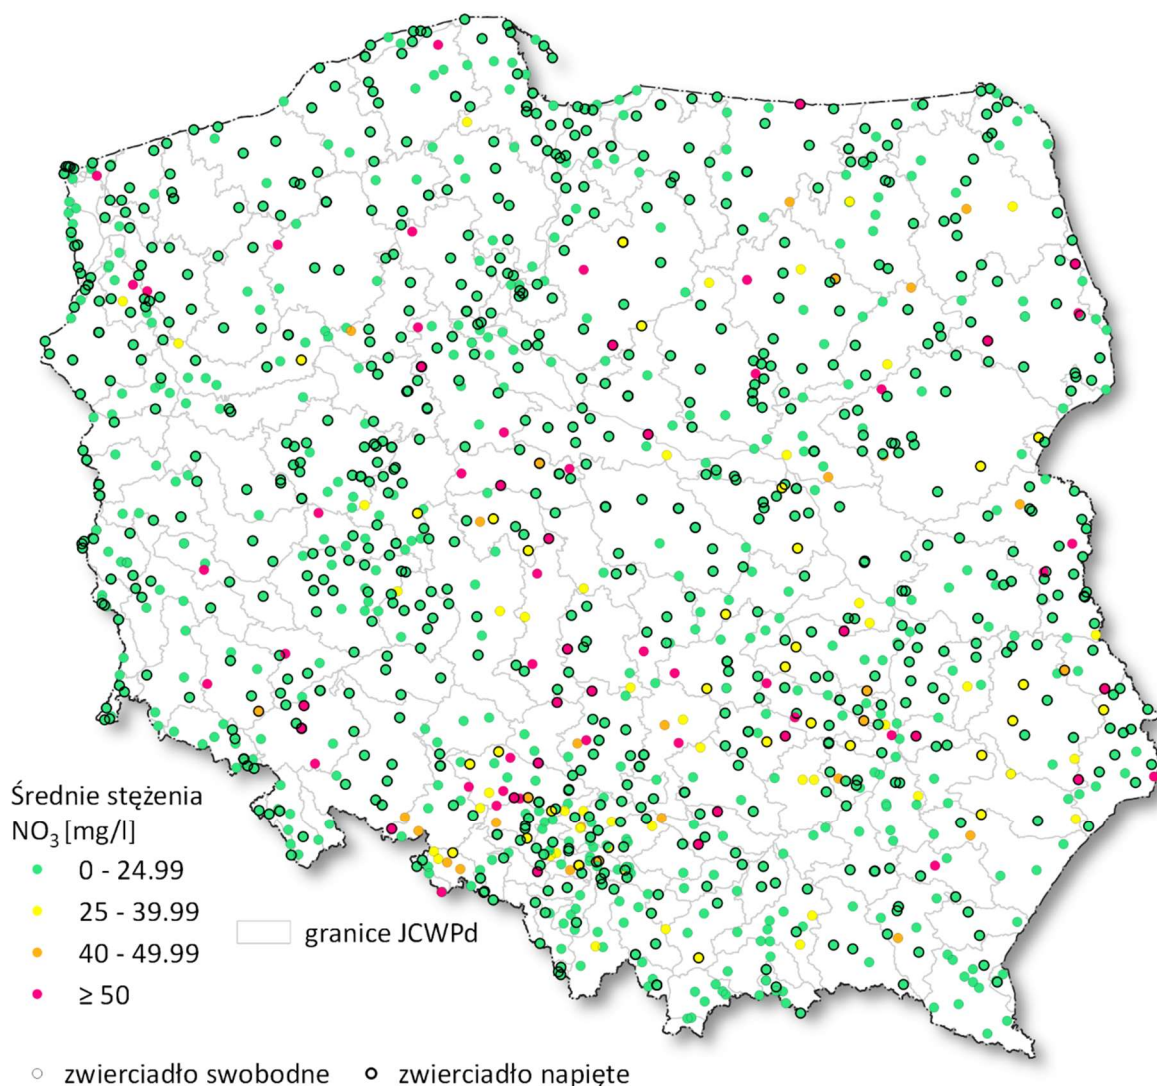 Średnie stężenia
NO₃ [mg/l]
0 - 24.99
25 - 39.99
40 - 49.99
≥ 50
granice JCWPd
zwierciadło swobodne
zwierciadło napięte